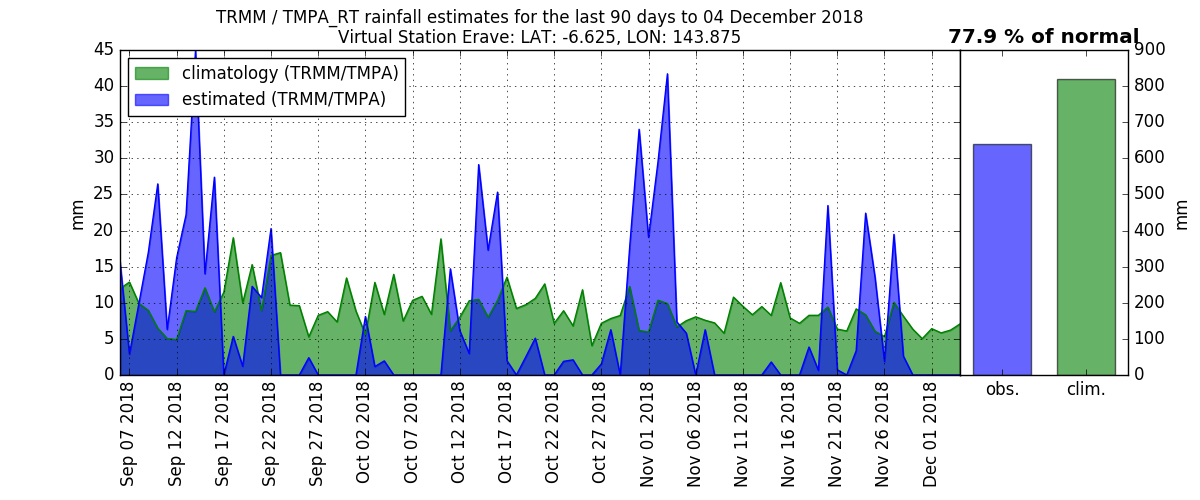 TRMM / TMPA_RT rainfall estimates for the last 90 days to 04 December 2018
Virtual Station Erave: LAT: -6.625, LON: 143.875
77.9 % of normal
climatology (TRMM/TMPA)
estimated (TRMM/TMPA)
45
40
35
30
25
20
15
10
5
0
mm
900
800
700
600
500
400
300
200
100
0
mm
obs.
clim.
Sep 07 2018
Sep 12 2018
Sep 17 2018
Sep 22 2018
Sep 27 2018
Oct 02 2018
Oct 07 2018
Oct 12 2018
Oct 17 2018
Oct 22 2018
Oct 27 2018
Nov 01 2018
Nov 06 2018
Nov 11 2018
Nov 16 2018
Nov 21 2018
Nov 26 2018
Dec 01 2018